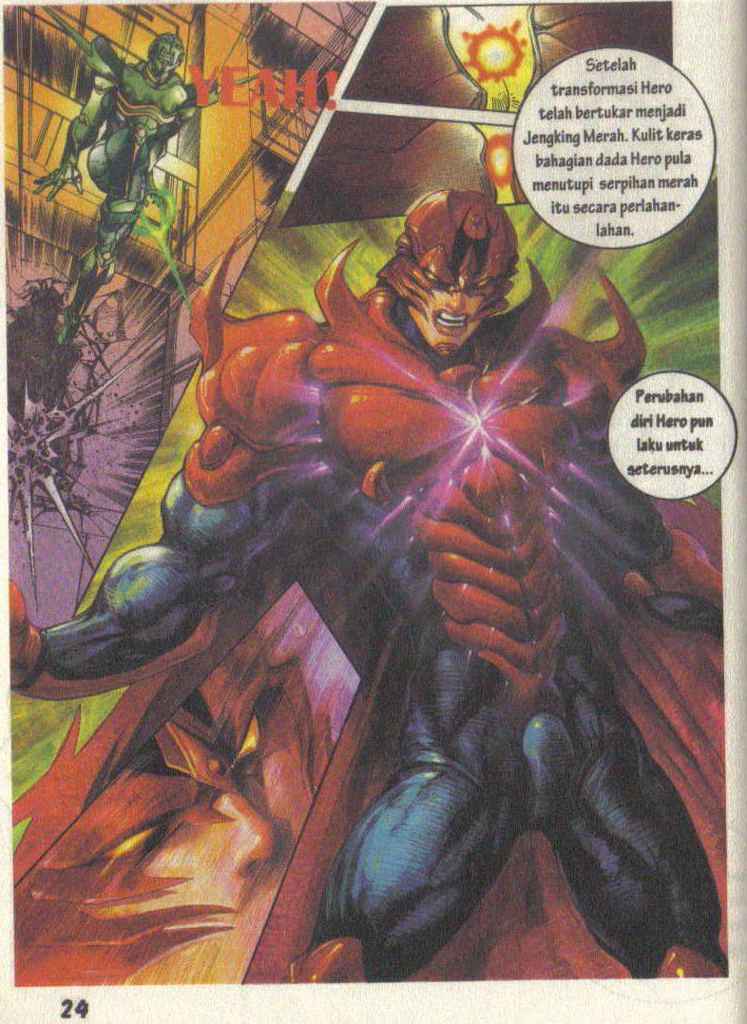 YEAH!
Setelah
transformasi Hero
telah bertukar menjadi
Jengking Merah. Kulit keras
bahagian dada Hero pula
menutupi serpihan merah
itu secara perlahan-
lahan.
Perubahan
diri Hero pun
laku untuk
seterusnya...
24